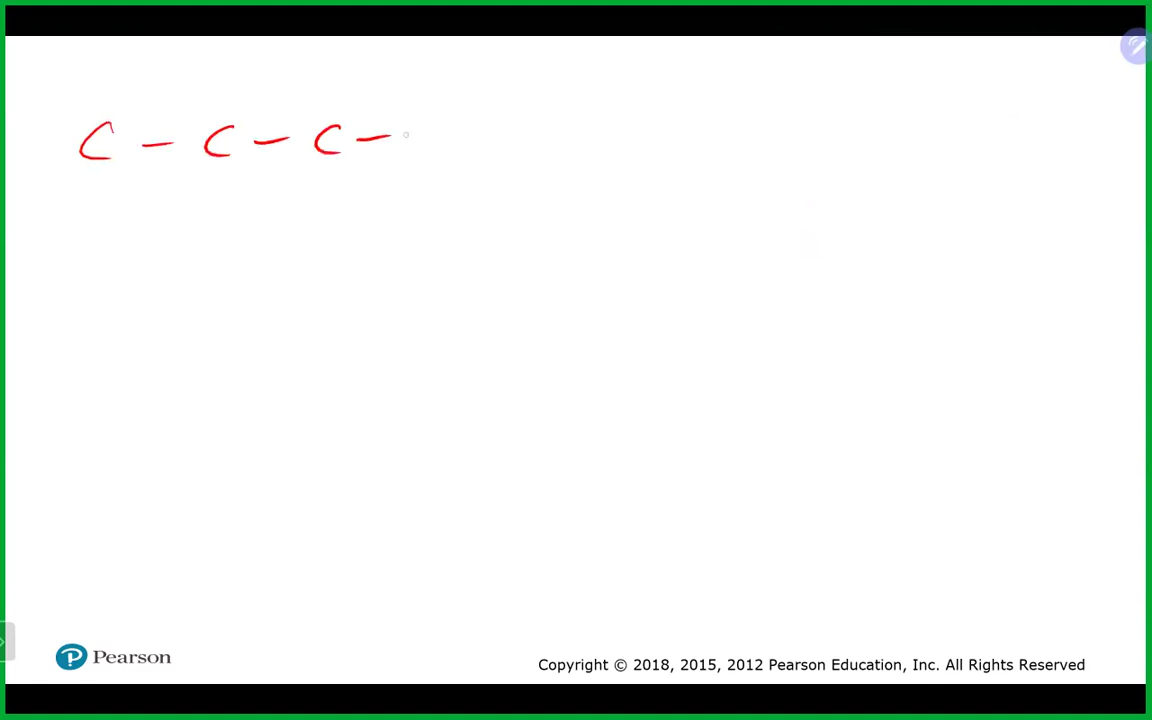 C - C - C -
Pearson
Copyright © 2018, 2015, 2012 Pearson Education, Inc. All Rights Reserved